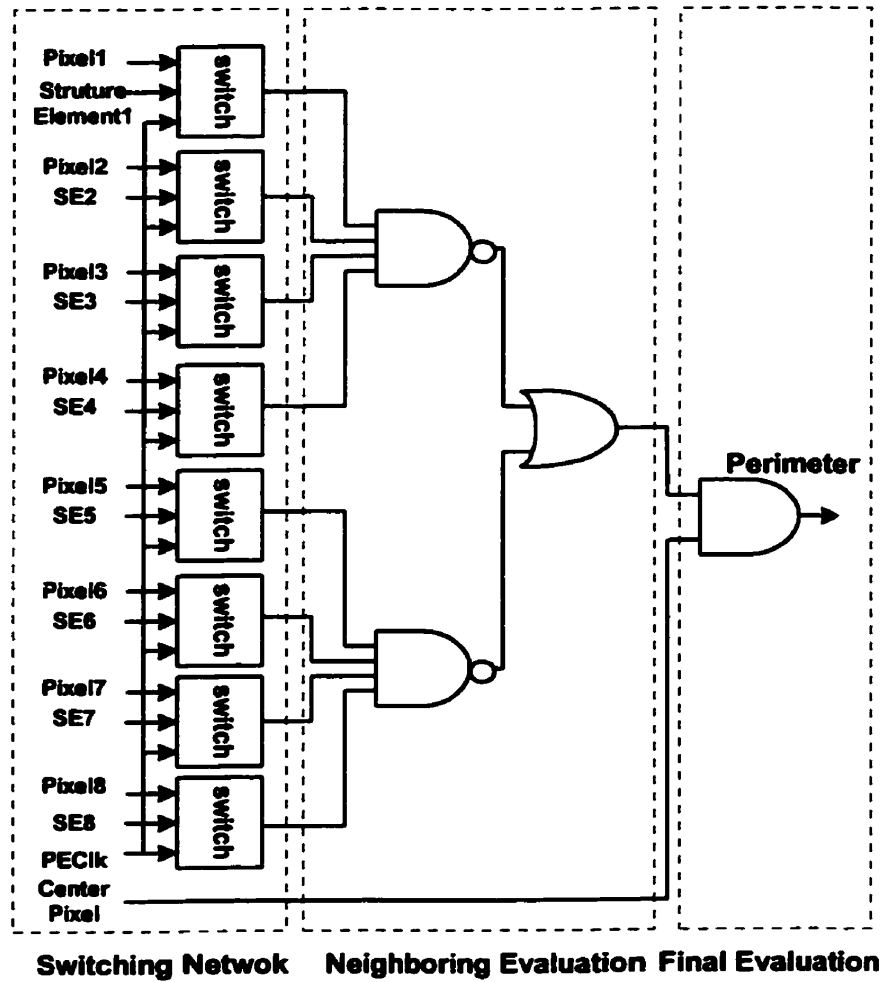 Pixel1
Struture
Element1
switch
Pixel2
SE2
switch
Pixel3
SE3
switch
Pixel4
SE4
switch
Pixel5
SE5
switch
Pixel6
SE6
switch
Pixel7
SE7
switch
Pixel8
SE8
switch
PEClk
Center
Pixel
Perimeter
Switching Netwok
Neighboring Evaluation
Final Evaluation